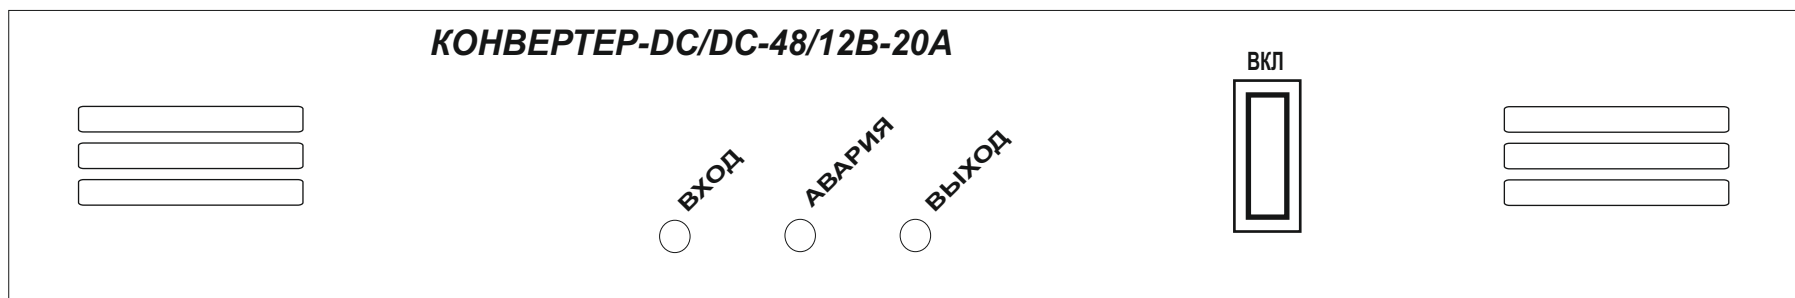 КОНВЕРТЕР-DC/DC-48/12В-20А
ВКЛ
ВХОД
АВАРИЯ
ВЫХОД